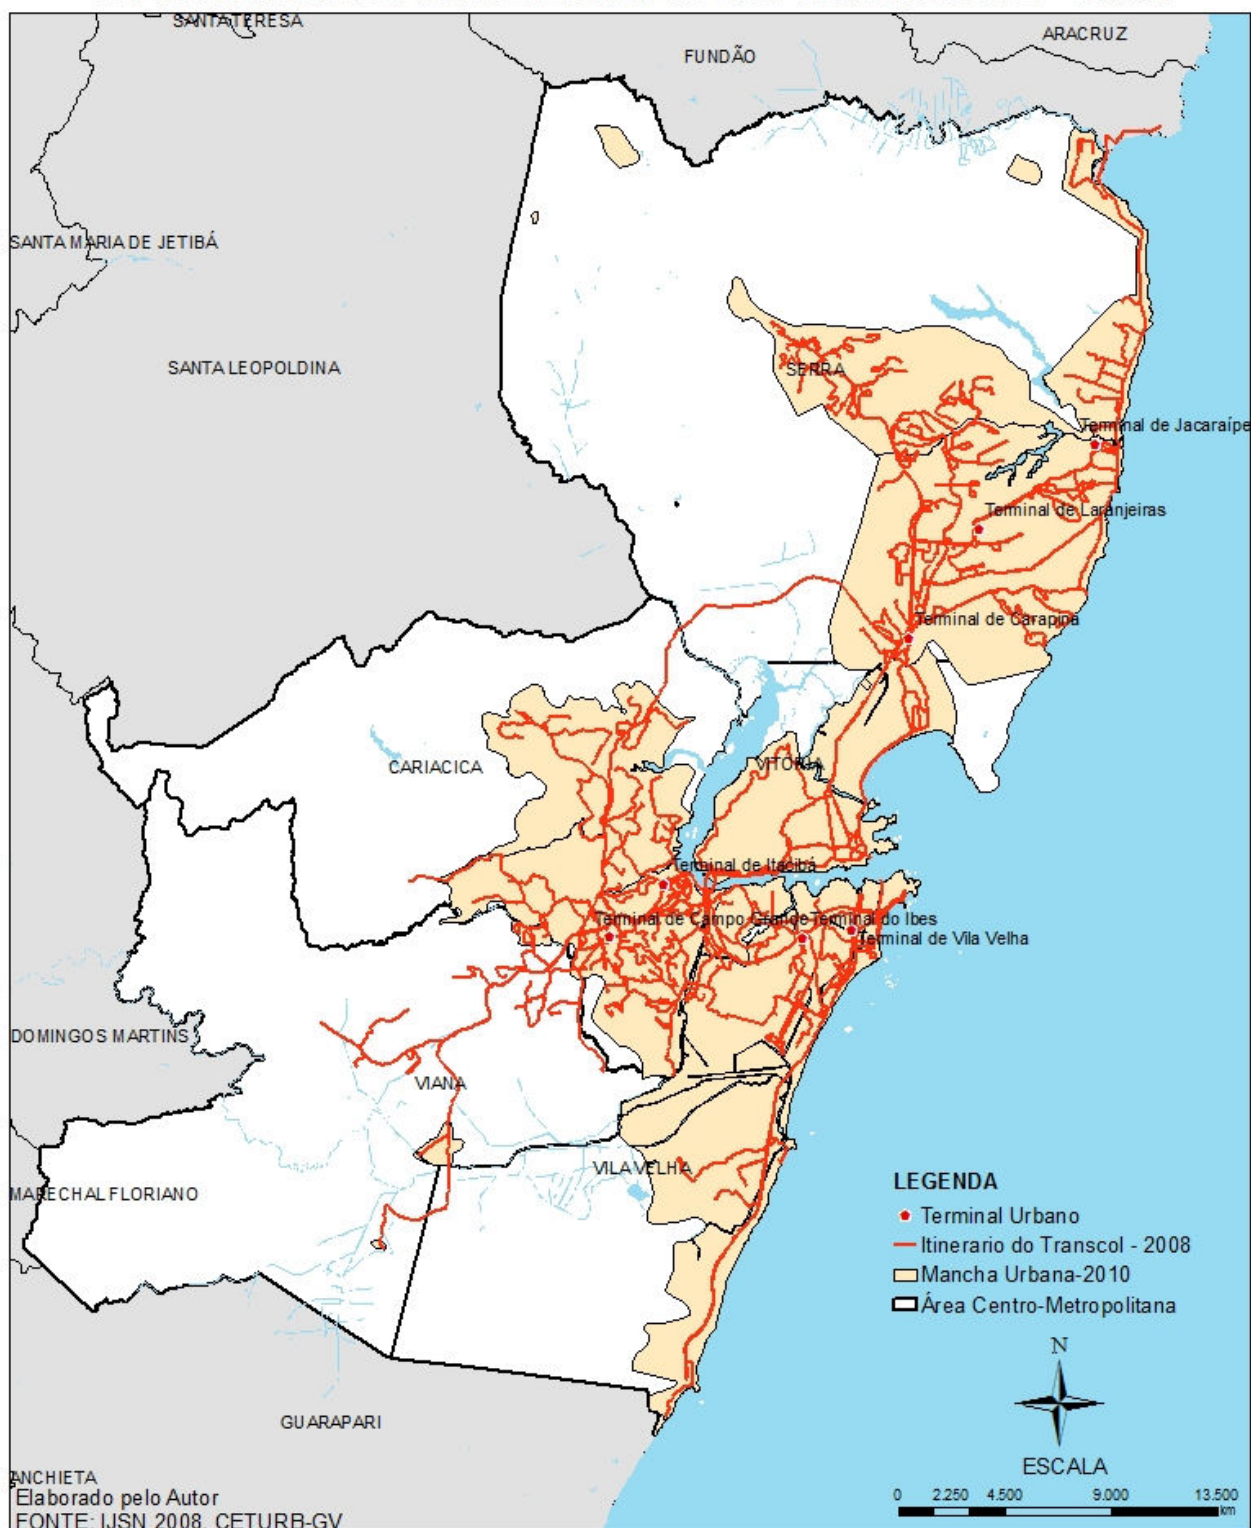 SANTA TERESA
ARACRUZ
FUNDÃO
SANTA MARIA DE JETIBÁ
SANTA LEOPOLDINA
SERRA
Terminal de Jacaraípe
Terminal de Laranjeiras
Terminal de Carapina
CARIACICA
VITÓRIA
Terminal de Itacibá
Terminal de Campo Grande
Terminal do Ibes
Terminal de Vila Velha
DOMINGOS MARTINS
VIANA
VILA VELHA
MARECHAL FLORIANO
LEGENDA
Terminal Urbano
Itinerario do Transcol - 2008
Mancha Urbana-2010
Área Centro-Metropolitana
N
GUARAPARI
ESCALA
ANCHIETA
0 2.250 4.500 9.000 13.500
km
Elaborado pelo Autor
FONTE: IJSN 2008, CETURB-GV